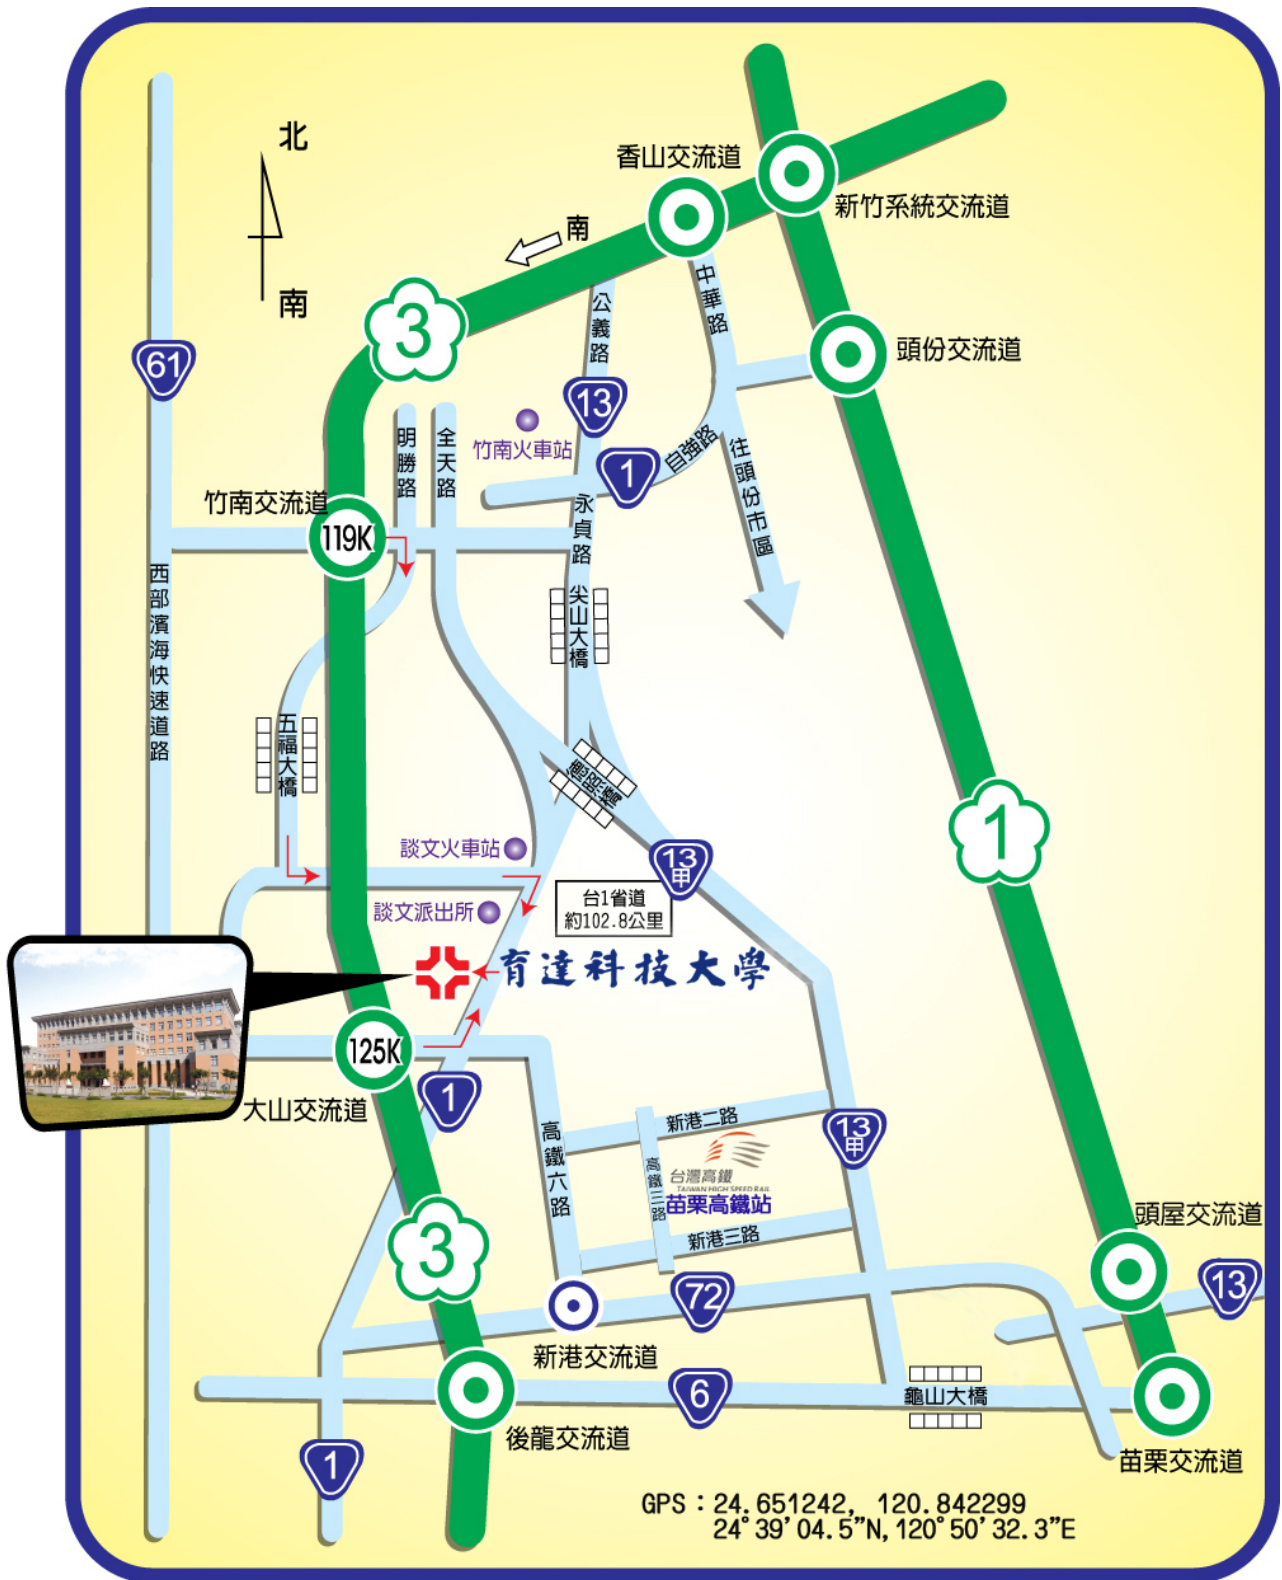 北
南
香山交流道
新竹系統交流道
南
中華路
公義路
3
61
頭份交流道
13
竹南火車站
1
自強路
往頭份市區
明勝路
全天路
竹南交流道
119K
永貞路
西部濱海快速道路
尖山大橋
五福大橋
德昭橋
1
談文火車站
13甲
台1省道
約102.8公里
談文派出所
育達科技大學
125K
大山交流道
1
高鐵六路
新港二路
13甲
高鐵三路
台灣高鐵
TAIWAN HIGH SPEED RAIL
苗栗高鐵站
新港三路
3
頭屋交流道
13
72
新港交流道
6
龜山大橋
後龍交流道
1
苗栗交流道
GPS：24.651242, 120.842299
24°39'04.5"N,120°50'32.3"E